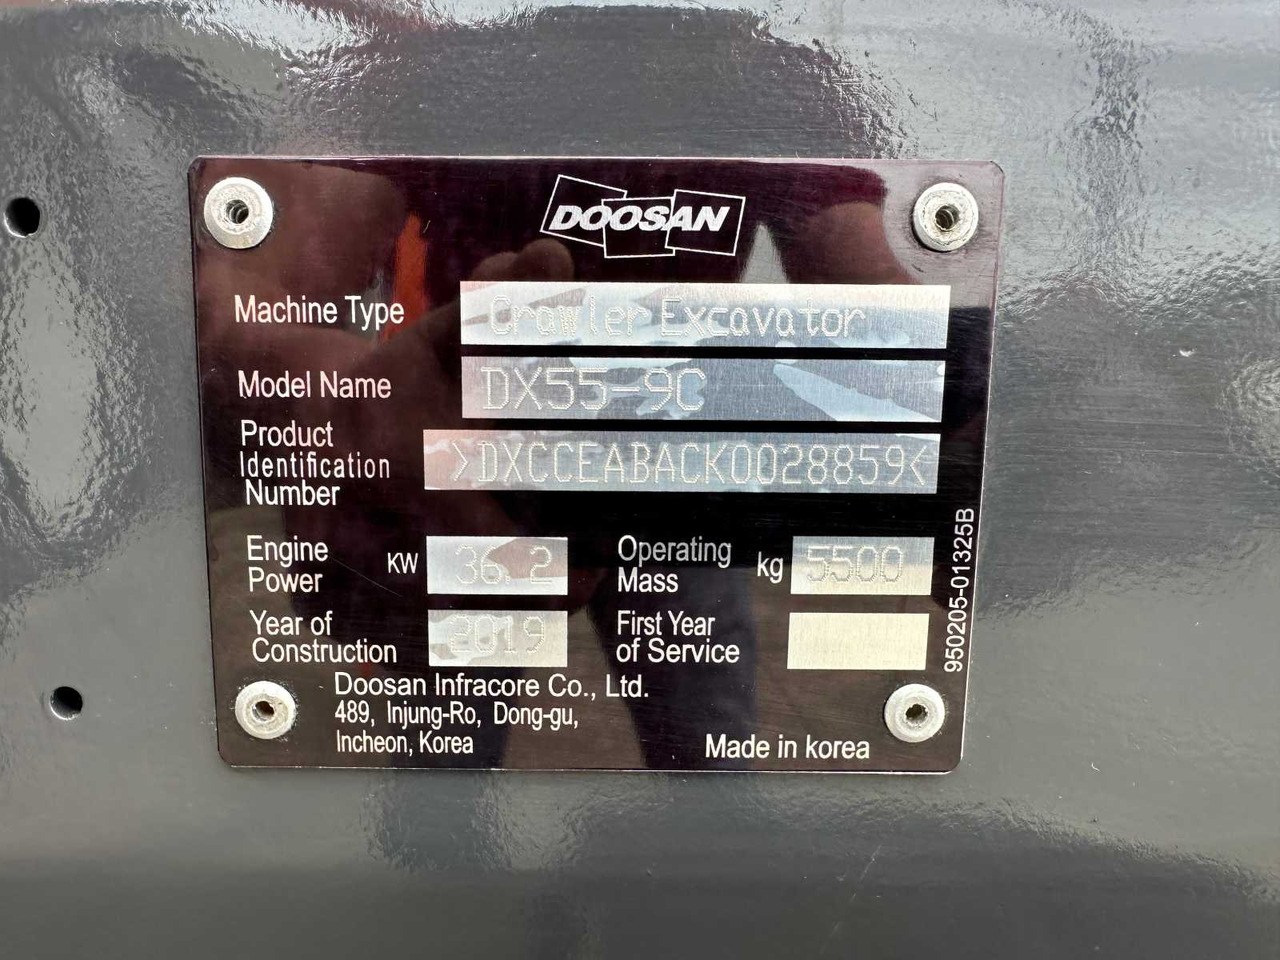 DOOSAN
Machine Type Crawler Excavator
Model Name DX55-9C
Product
Identification >DXCCEABACK0028859<
Number
Engine
Power KW 36.2
Operating
Mass kg 5500
Year of
Construction 2019
First Year
of Service
Doosan Infracore Co., Ltd.
489, Injung-Ro, Dong-gu,
Incheon, Korea
Made in korea
950205-01325B